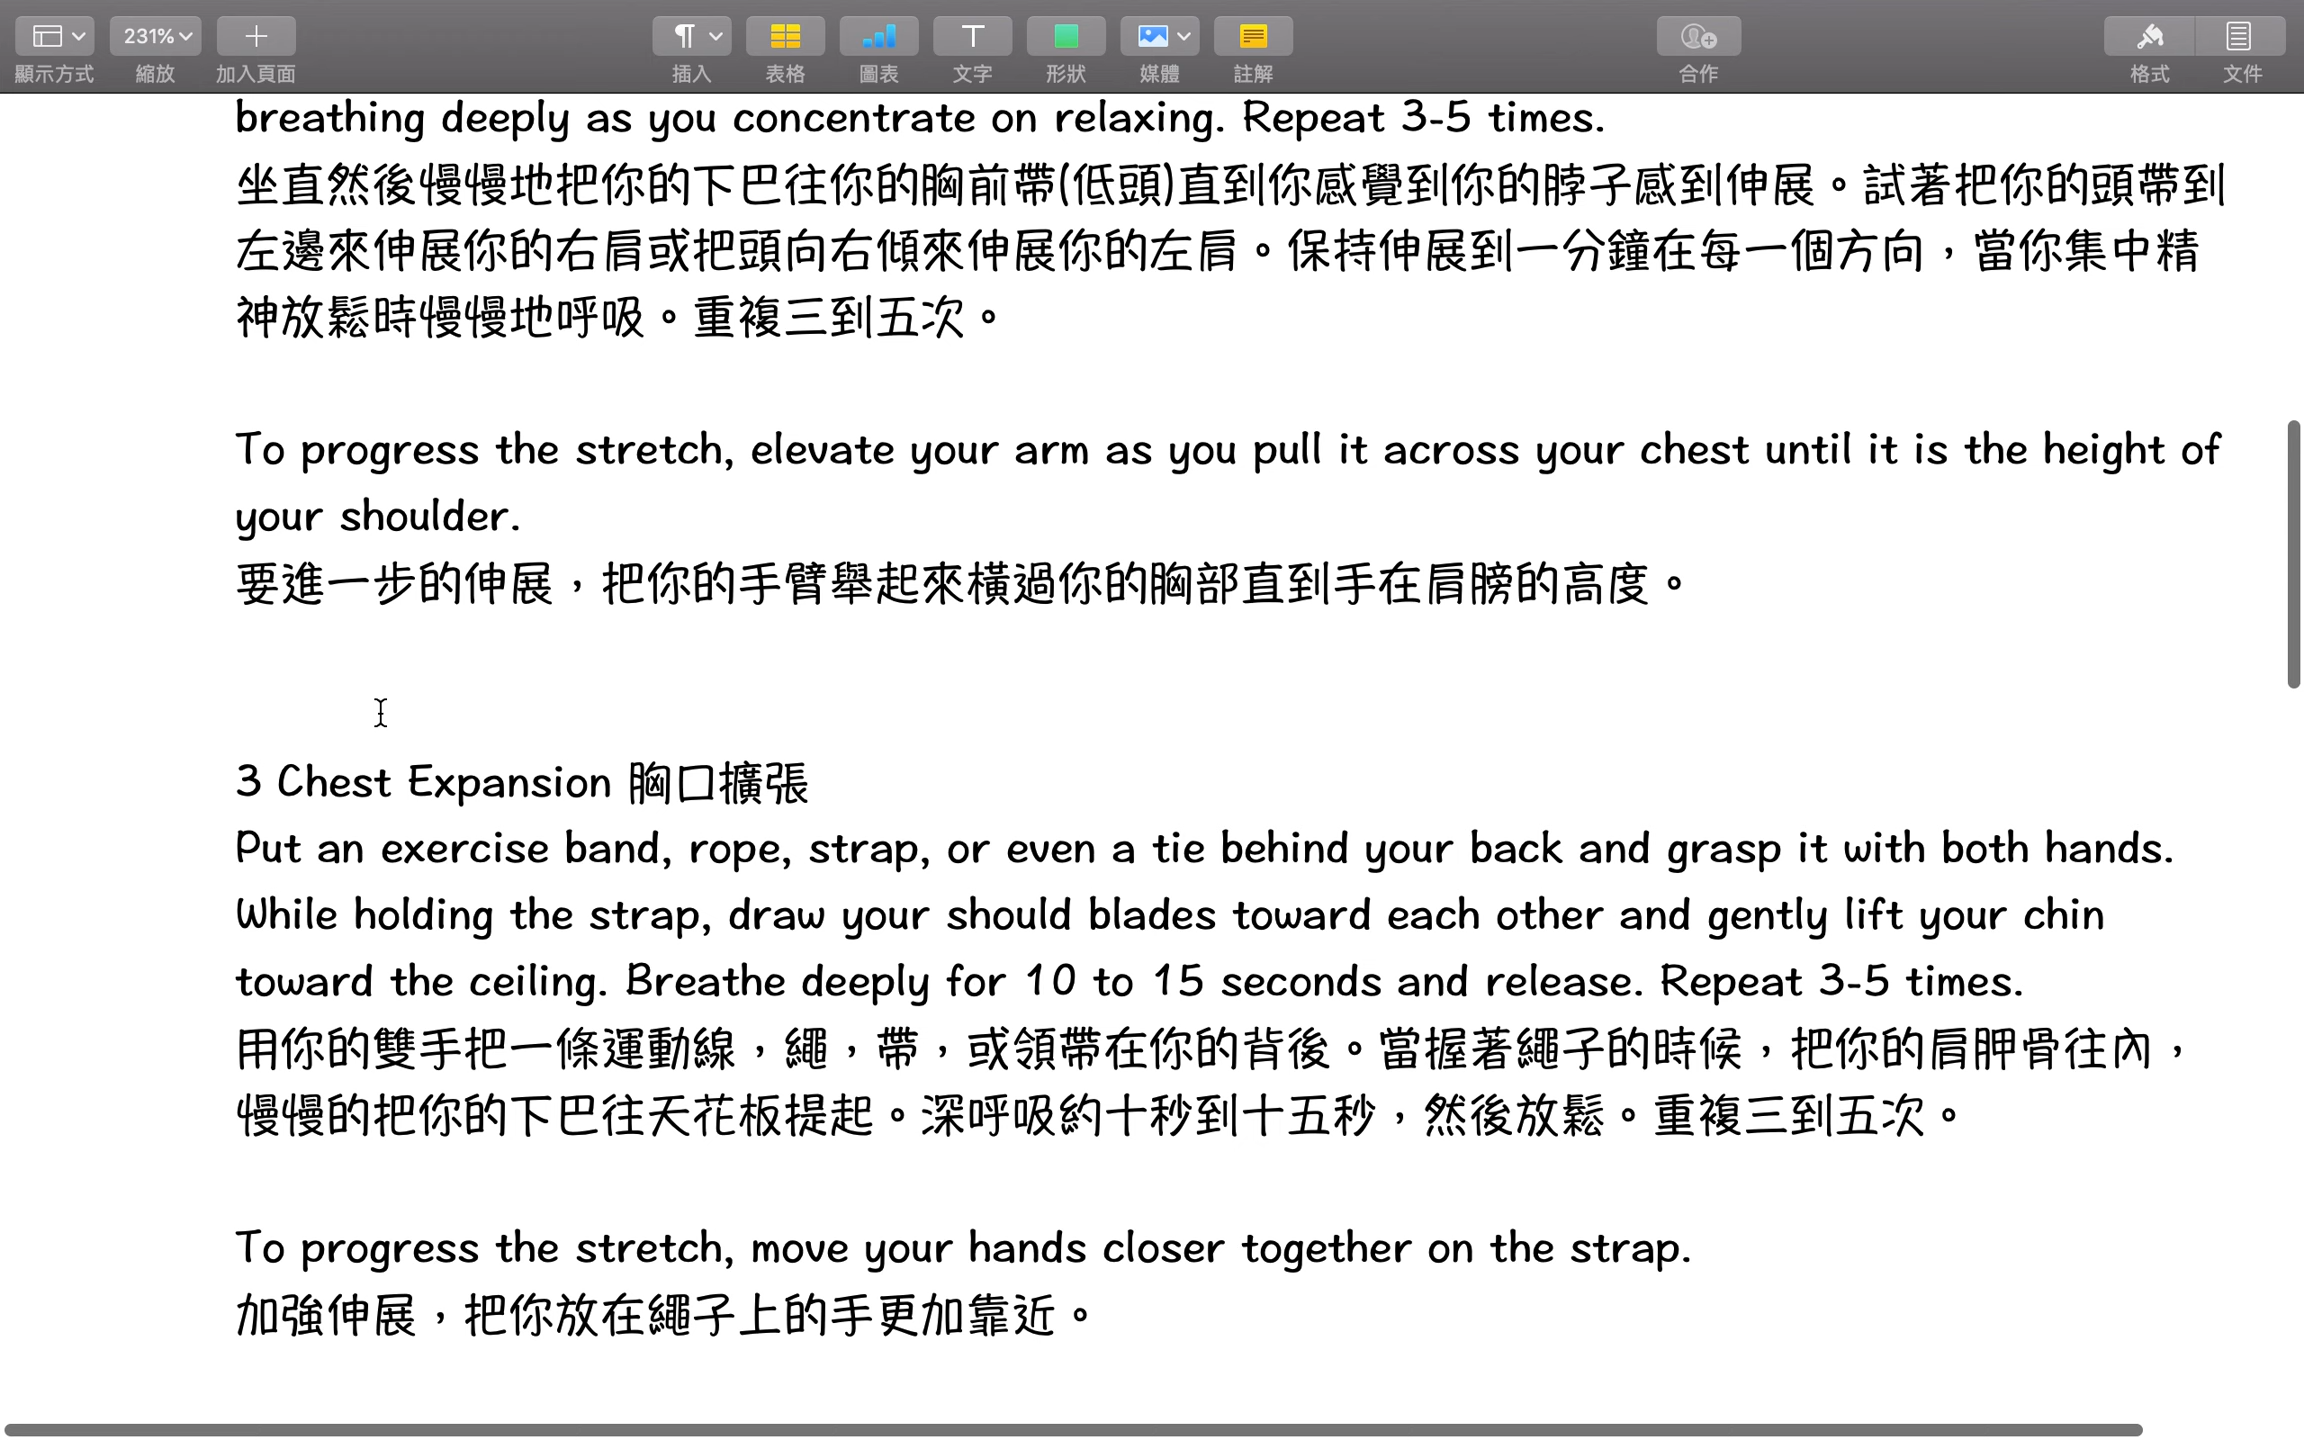 231%
顯示方式
縮放
加入頁面
插入
表格
圖表
文字
形狀
媒體
註解
合作
格式
文件
breathing deeply as you concentrate on relaxing. Repeat 3-5 times.
坐直然後慢慢地把你的下巴往你的胸前帶(低頭)直到你感覺到你的脖子感到伸展。試著把你的頭帶到
左邊來伸展你的右肩或把頭向右傾來伸展你的左肩。保持伸展到一分鐘在每一個方向，當你集中精
神放鬆時慢慢地呼吸。重複三到五次。
To progress the stretch, elevate your arm as you pull it across your chest until it is the height of
your shoulder.
要進一步的伸展，把你的手臂舉起來橫過你的胸部直到手在肩膀的高度。
3 Chest Expansion 胸口擴張
Put an exercise band, rope, strap, or even a tie behind your back and grasp it with both hands.
While holding the strap, draw your should blades toward each other and gently lift your chin
toward the ceiling. Breathe deeply for 10 to 15 seconds and release. Repeat 3-5 times.
用你的雙手把一條運動線，繩，帶，或領帶在你的背後。當握著繩子的時候，把你的肩胛骨往內，
慢慢的把你的下巴往天花板提起。深呼吸約十秒到十五秒，然後放鬆。重複三到五次。
To progress the stretch, move your hands closer together on the strap.
加強伸展，把你放在繩子上的手更加靠近。